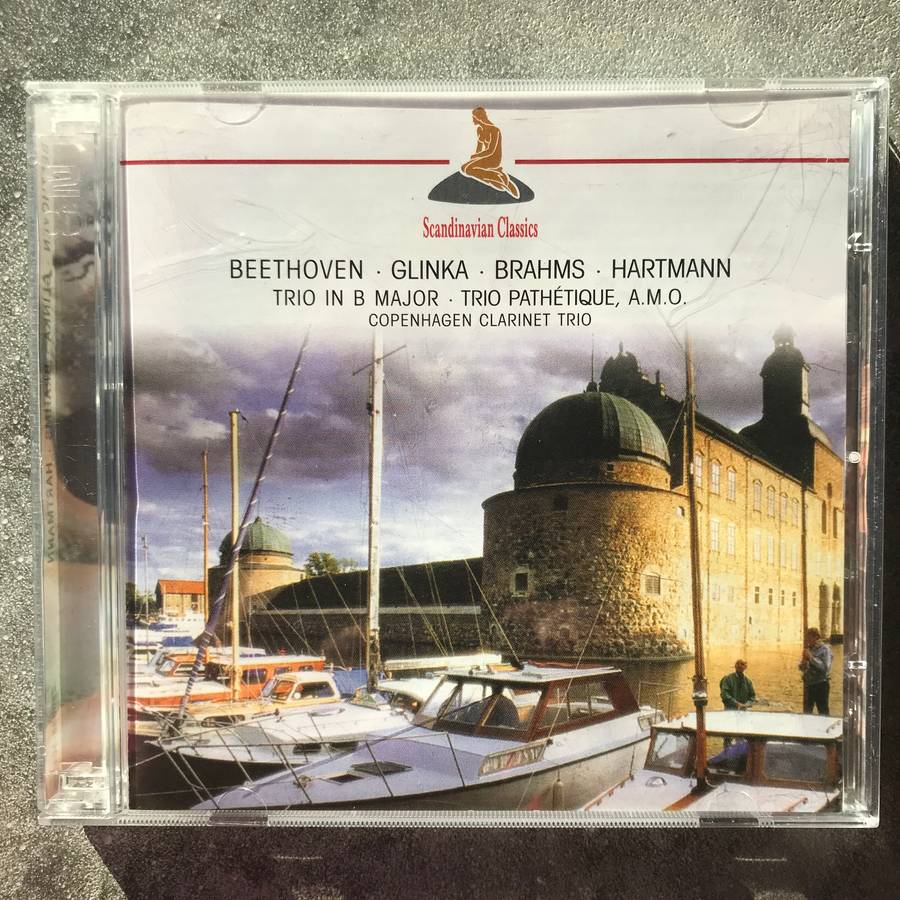 Scandinavian Classics
BEETHOVEN · GLINKA · BRAHMS · HARTMANN
TRIO IN B MAJOR · TRIO PATHÉTIQUE, A.M.O.
COPENHAGEN CLARINET TRIO